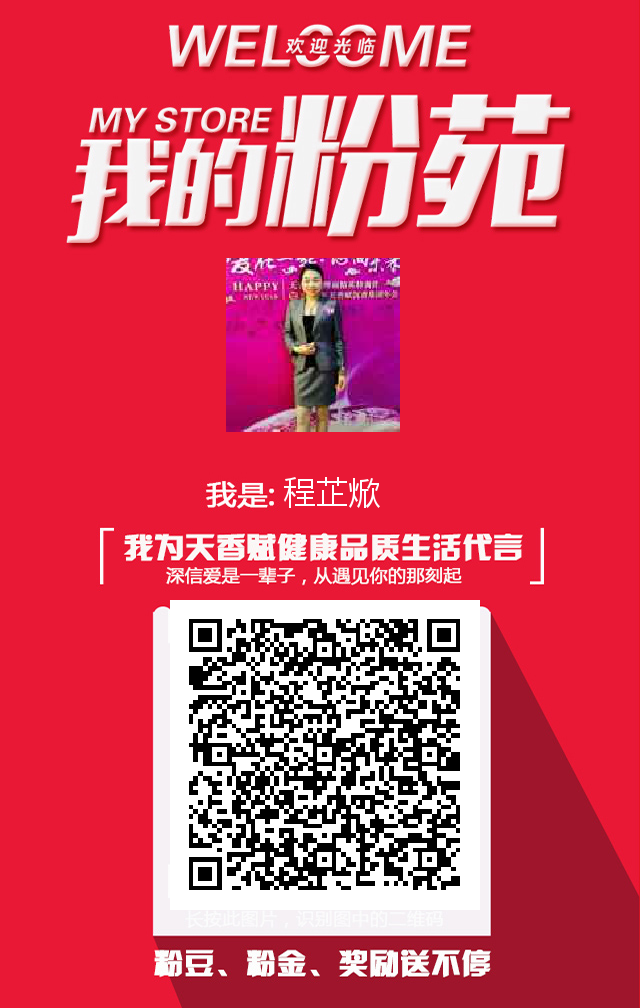 WELCOME
欢迎光临
MY STORE
我的粉苑
HAPPY
NEW YEAR
我是: 程芷焮
我为天香赋健康品质生活代言
深信爱是一辈子，从遇见你的那刻起
长按此图片，识别图中的二维码
粉豆、粉金、奖励送不停